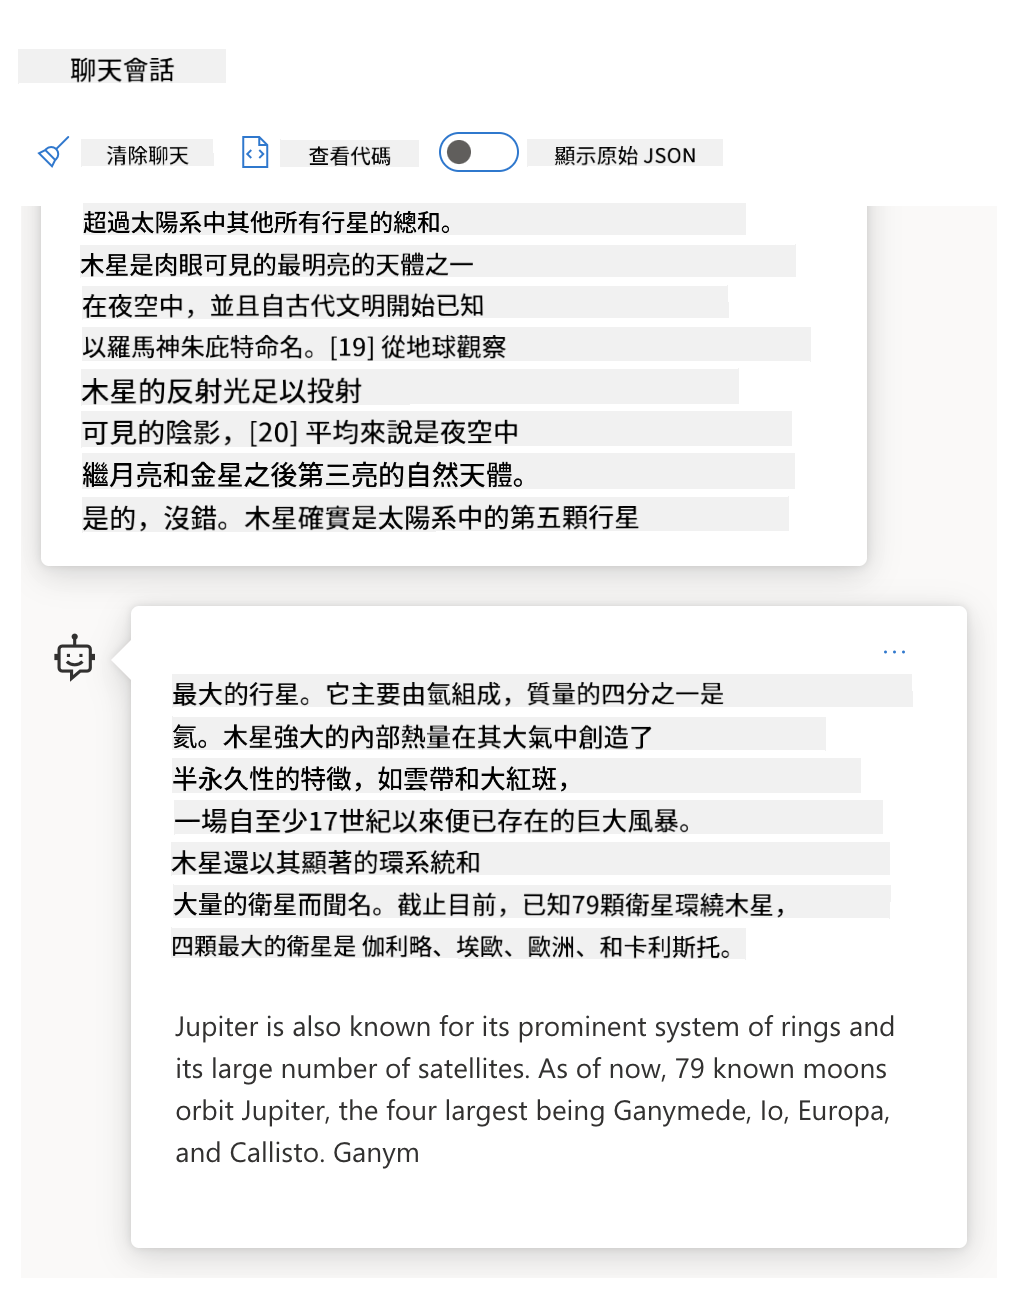 聊天會話
清除聊天
查看代碼
顯示原始 JSON
超過太陽系中其他所有行星的總和。
木星是肉眼可見的最明亮的天體之一
在夜空中，並且自古代文明開始已知
以羅馬神朱庇特命名。[19] 從地球觀察
木星的反射光足以投射
可見的陰影，[20] 平均來說是夜空中
繼月亮和金星之後第三亮的自然天體。
是的，沒錯。木星確實是太陽系中的第五顆行星
...
最大的行星。它主要由氫組成，質量的四分之一是
氦。木星強大的內部熱量在其大氣中創造了
半永久性的特徵，如雲帶和大紅斑，
一場自至少17世紀以來便已存在的巨大風暴。
木星還以其顯著的環系統和
大量的衛星而聞名。截止目前，已知79顆衛星環繞木星，
四顆最大的衛星是 伽利略、埃歐、歐洲、和卡利斯托。
Jupiter is also known for its prominent system of rings and
its large number of satellites. As of now, 79 known moons
orbit Jupiter, the four largest being Ganymede, Io, Europa,
and Callisto. Ganym